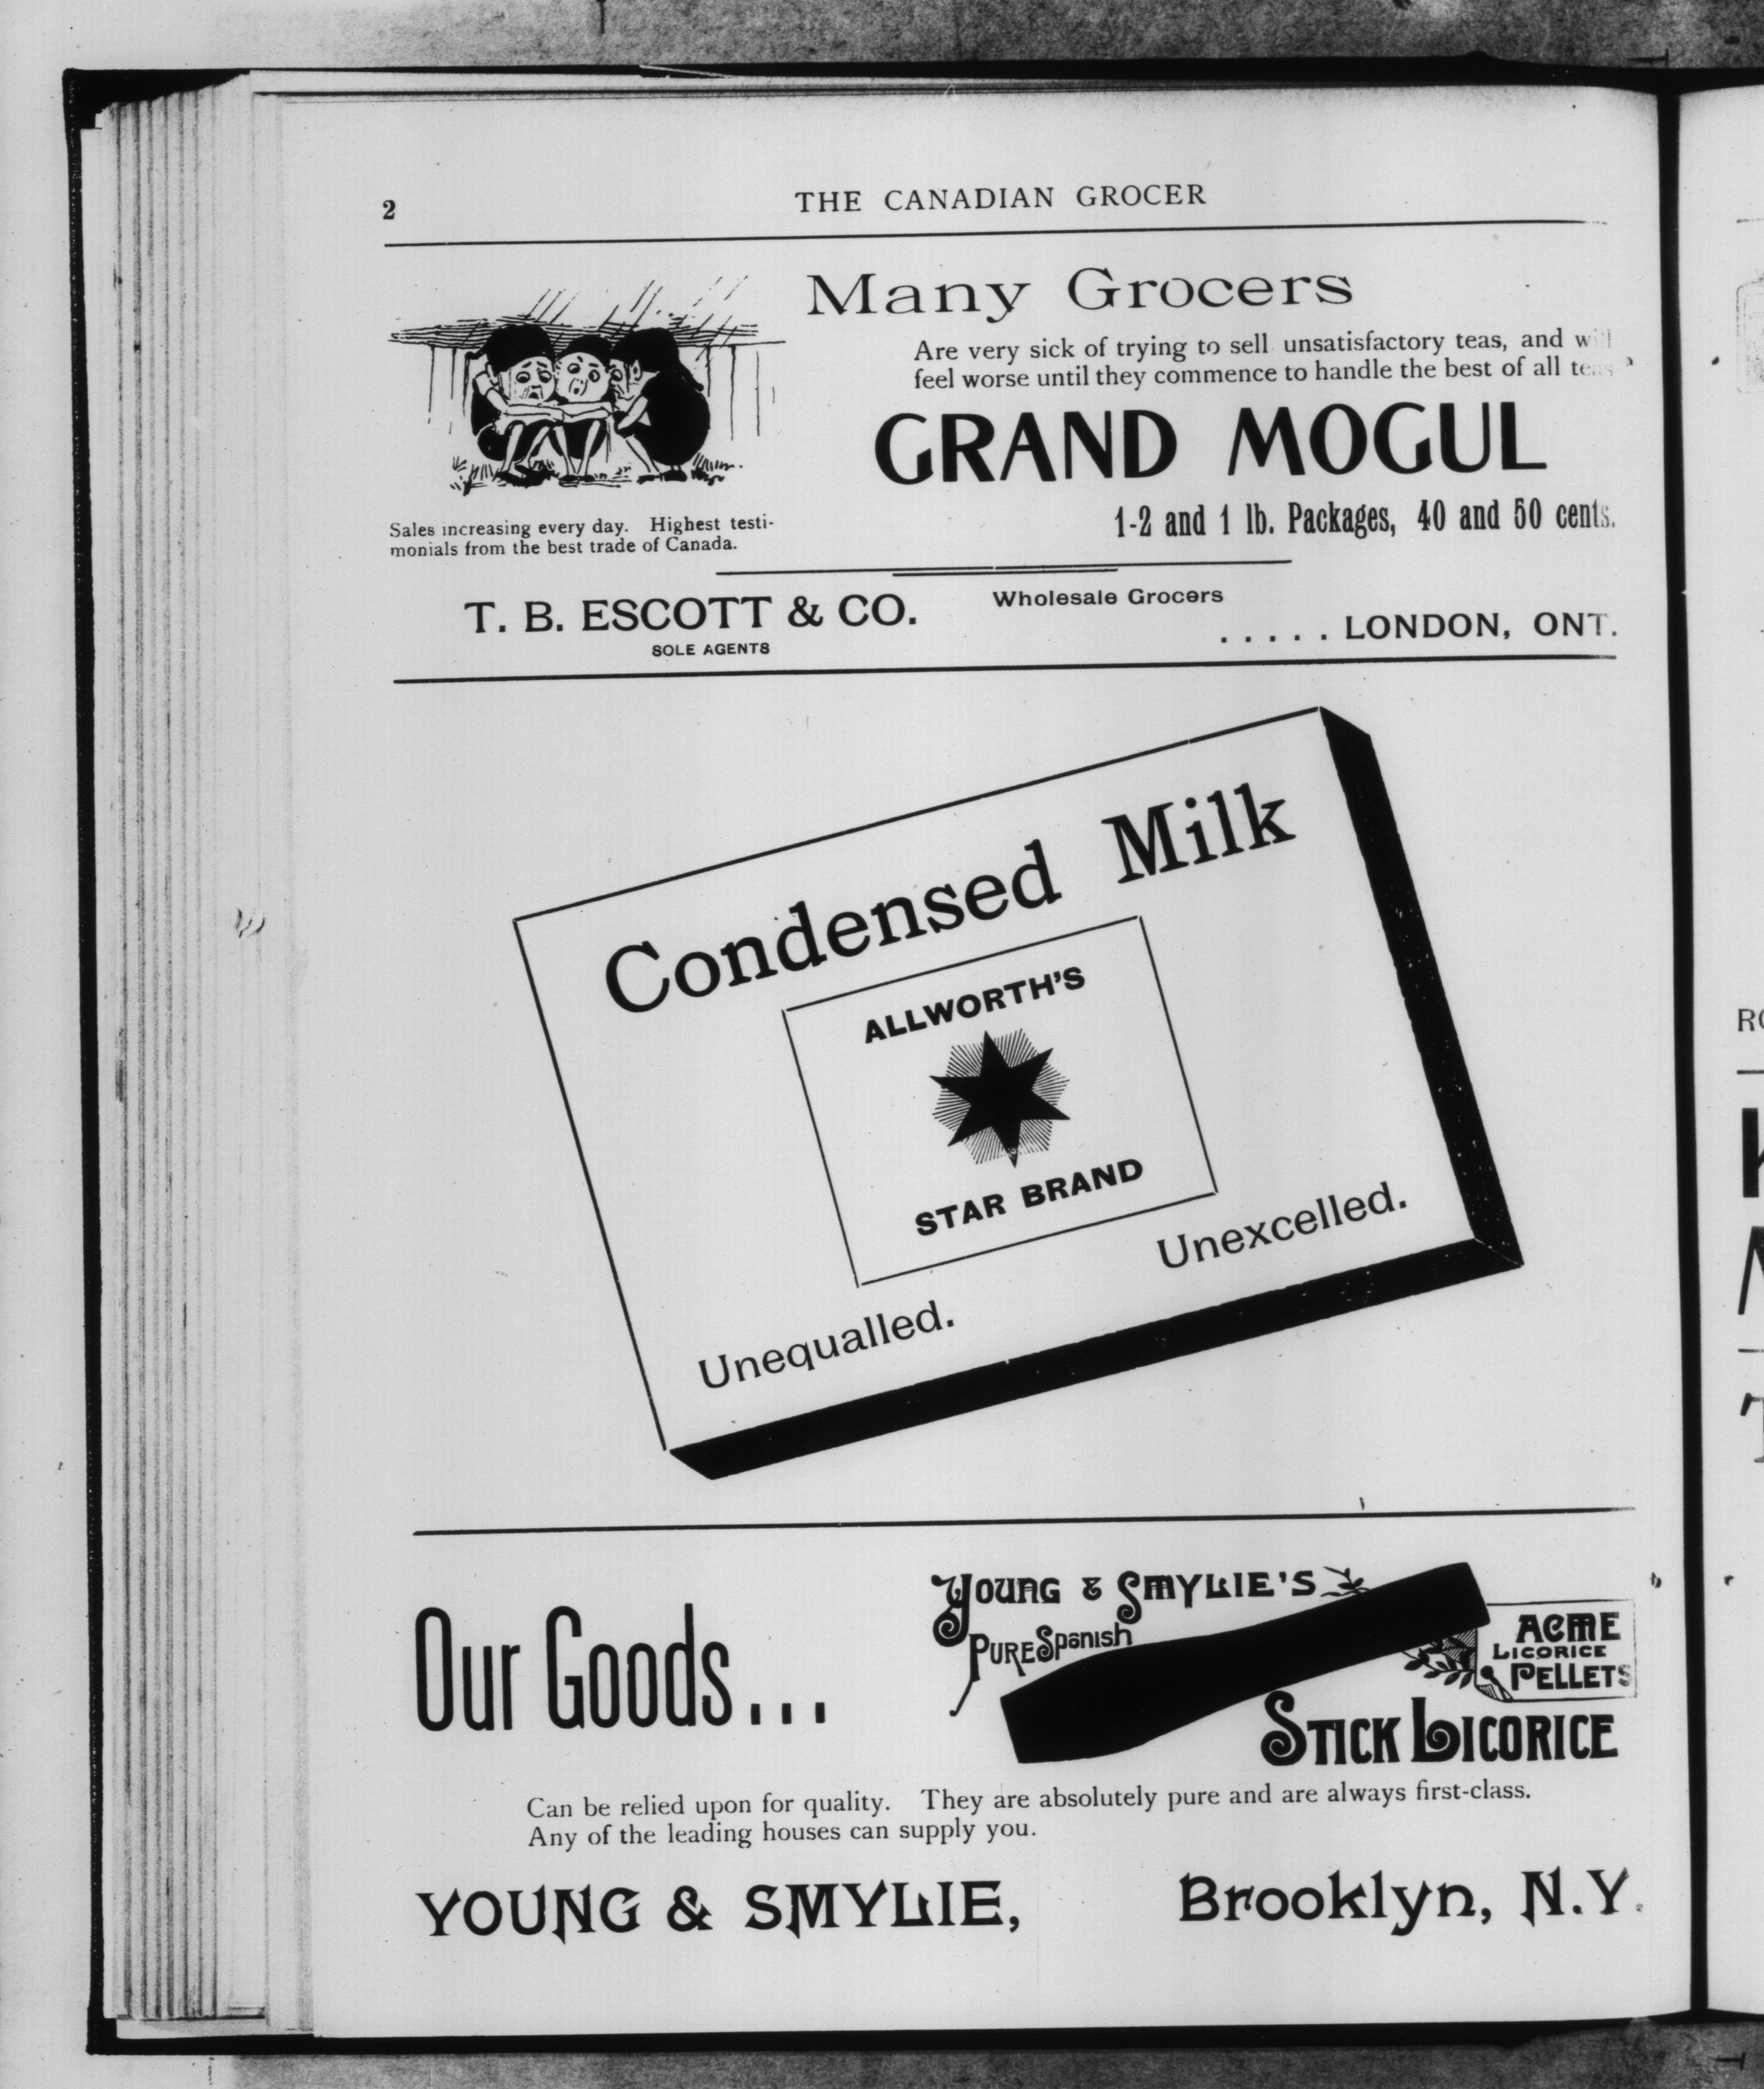 2
THE CANADIAN GROCER
Many Grocers
Are very sick of trying to sell unsatisfactory teas, and will
feel worse until they commence to handle the best of all teas
GRAND MOGUL
1-2 and 1 lb. Packages, 40 and 50 cents.
Sales increasing every day. Highest testi-
monials from the best trade of Canada.
T. B. ESCOTT & CO.
SOLE AGENTS
Wholesale Grocers
..... LONDON, ONT.
Condensed Milk
ALLWORTH'S
STAR BRAND
Unexcelled.
Unequalled.
Our Goods...
YOUNG & SMYLIE'S
PURE Spanish
ACME
LICORICE
PELLETS
STICK LICORICE
Can be relied upon for quality. They are absolutely pure and are always first-class.
Any of the leading houses can supply you.
YOUNG & SMYLIE,
Brooklyn, N.Y.